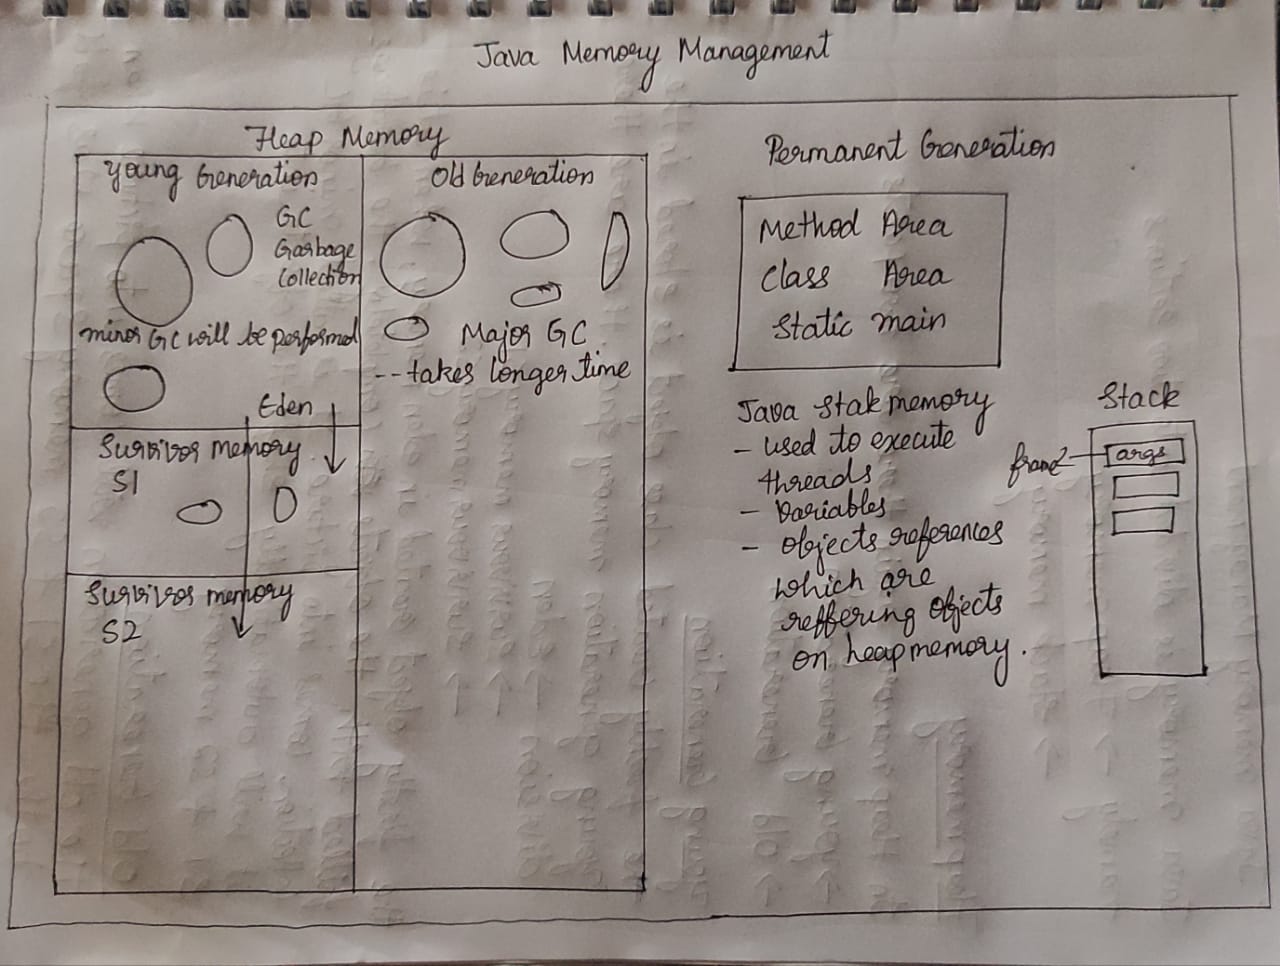 Java Memory Management
Heap Memory
Young Generation
GC
Garbage
Collection
minor GC will be performed
Eden
Survivor memory
S1
Survivor memory
S2
Old Generation
Major GC
-- takes longer time
Permanent Generation
Method Area
Class Area
Static main
Java stak memory
- used to execute
threads
- Variables
- Objects references
which are
reffering Objects
on heap memory.
Stack
args